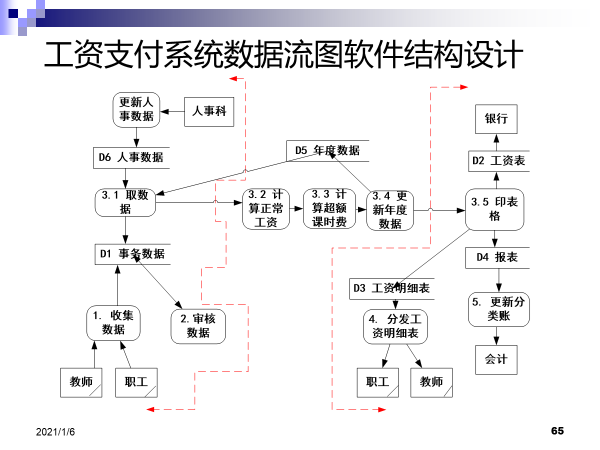 工资支付系统数据流图软件结构设计
更新人
事数据
人事科
银行
D5 年度数据
D6 人事数据
D2 工资表
3.1 取数
据
3.2 计
算正常
工资
3.3 计
算超额
课时费
3.4 更
新年度
数据
3.5 印表
格
D1 事务数据
D4 报表
D3 工资明细表
1. 收集
数据
2.审核
数据
4. 分发工
资明细表
5. 更新分
类账
会计
教师
职工
职工
教师
2021/1/6
65